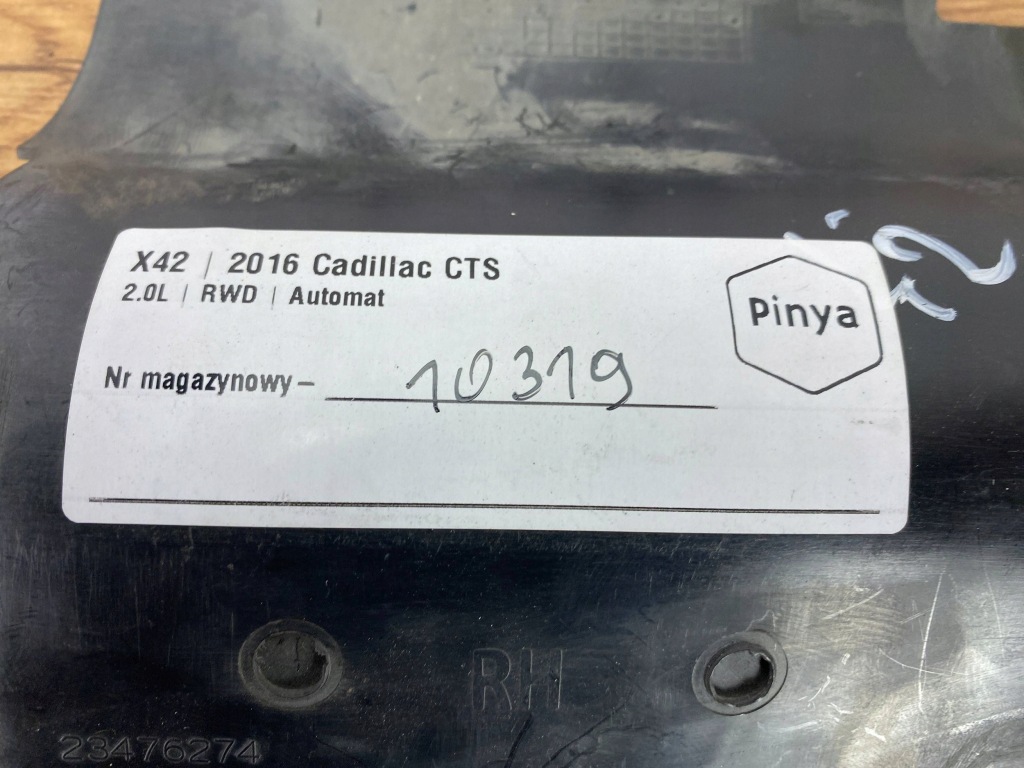 X42 | 2016 Cadillac CTS
2.0L | RWD | Automat
Pinya
Nr magazynowy – 10319
RH
23476274